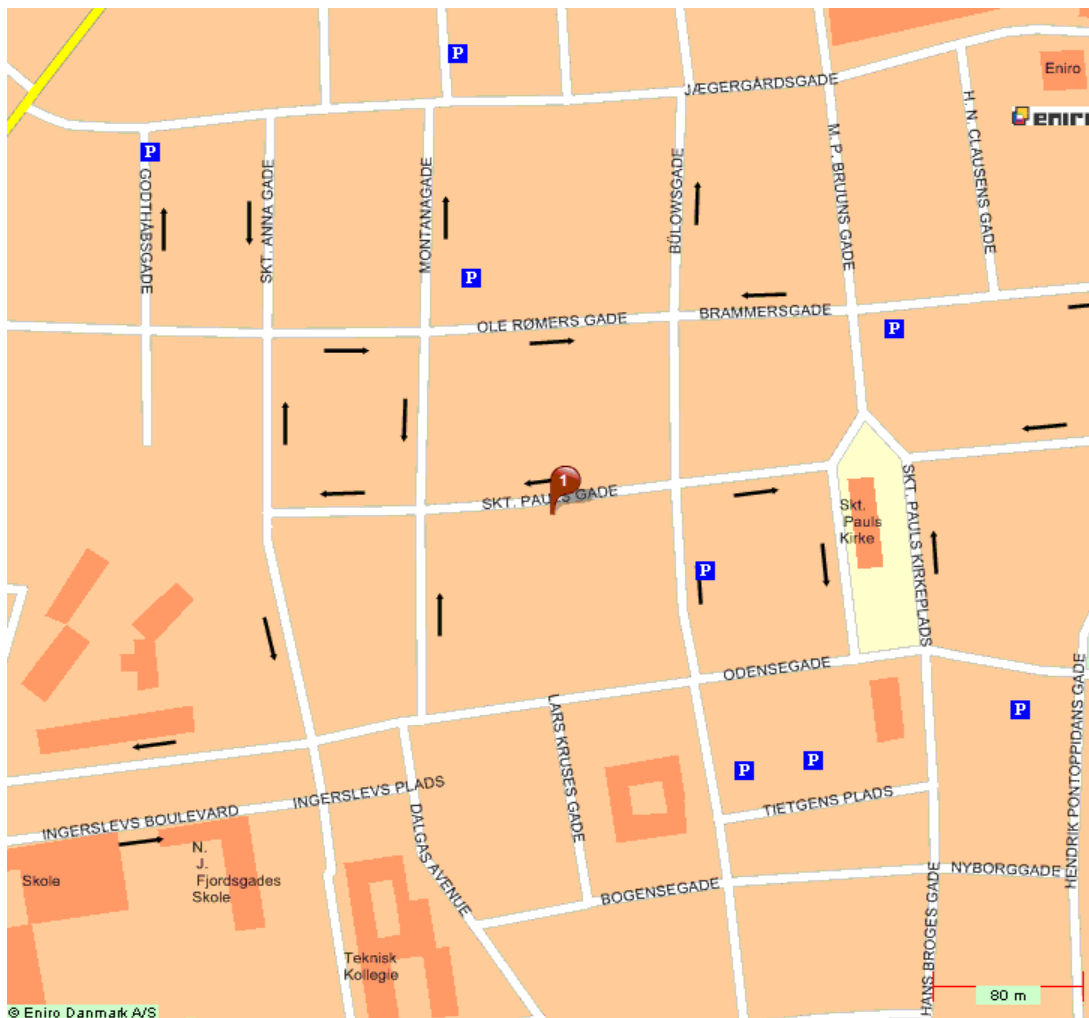 P
Eniro
JÆGERGÅRDSGADE
eniro
P
GODTHÅBSGADE
SKT. ANNA GADE
MONTANAGADE
BÜLOWSGADE
M. P. BRUUNS GADE
H. N. CLAUSENS GADE
P
OLE RØMERS GADE
BRAMMERSGADE
P
1
SKT. PAULS GADE
Skt.
Pauls
Kirke
SKT. PAULS KIRKEPLADS
P
ODENSEGADE
HENDRIK PONTOPPIDANS GADE
LARS KRUSES GADE
P
P
P
INGERSLEVS BOULEVARD
INGERSLEVS PLADS
DALGAS AVENUE
TIETGENS PLADS
N.
J.
Fjordsgades
Skole
Skole
BOGENSEGADE
NYBORGGADE
HANS BROGES GADE
Teknisk
Kollegie
80 m
© Eniro Danmark A/S